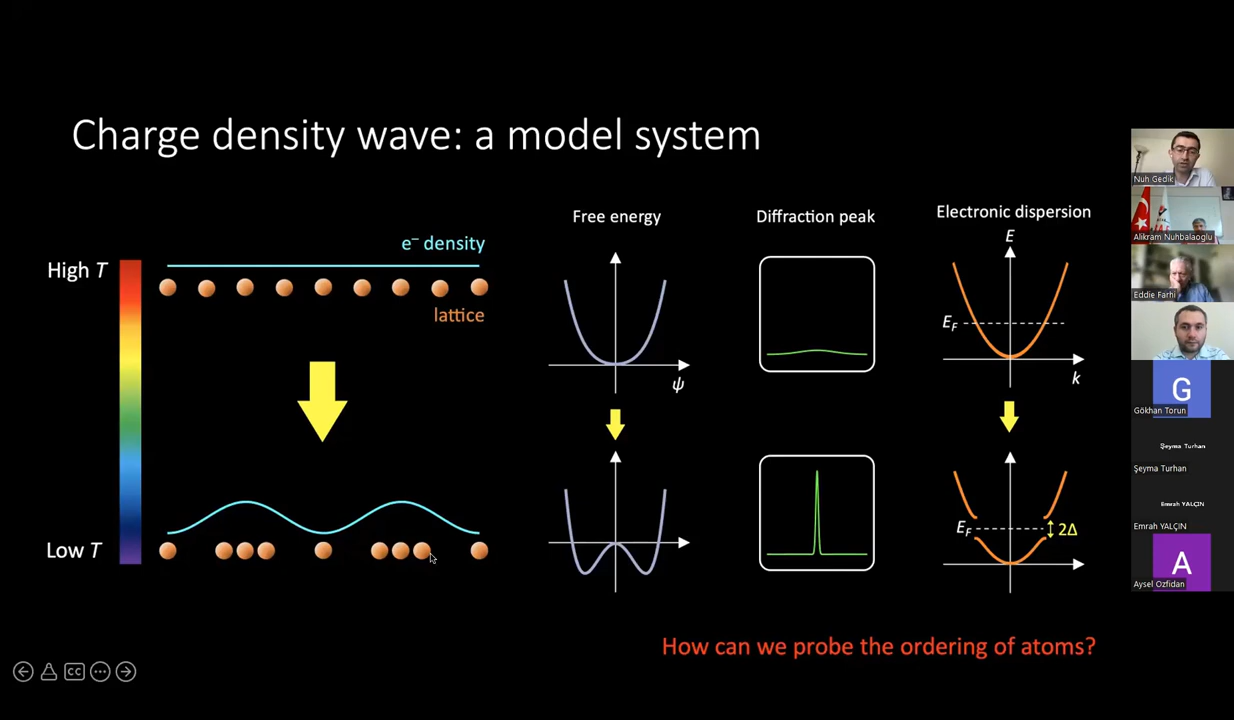 Charge density wave: a model system
High T
e⁻ density
lattice
Low T
Free energy
ψ
Diffraction peak
Electronic dispersion
E
E_F
k
E_F
2Δ
How can we probe the ordering of atoms?
CC
Nuh Gedik
Alikram Nuhbalaoglu
Eddie Farhi
G
Gökhan Torun
Şeyma Turhan
Şeyma Turhan
Emrah YALÇIN
Emrah YALÇIN
A
Aysel Ozfidan